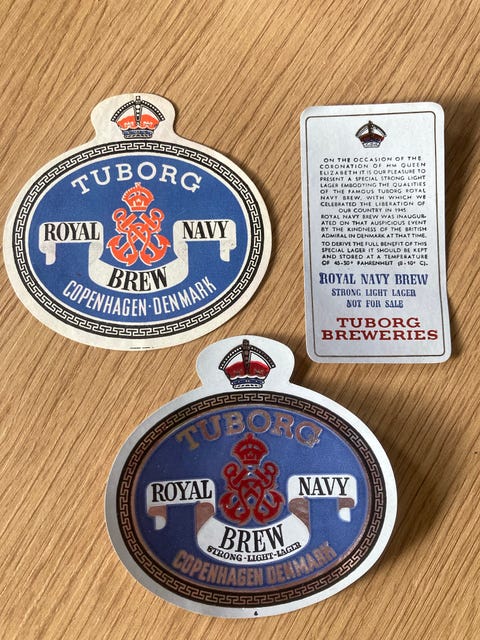 TUBORG
ROYAL NAVY
BREW
COPENHAGEN·DENMARK
ON THE OCCASION OF THE
CORONATION OF HM QUEEN
ELIZABETH IT IS OUR PLEASURE TO
PRESENT A SPECIAL STRONG LIGHT
LAGER EMBODYING THE QUALITIES
OF THE FAMOUS TUBORG ROYAL
NAVY BREW, WITH WHICH WE
CELEBRATED THE LIBERATION OF
OUR COUNTRY IN 1945.
ROYAL NAVY BREW WAS INAUGUR-
ATED ON THAT AUSPICIOUS EVENT
BY THE KINDNESS OF THE BRITISH
ADMIRAL IN DENMARK AT THAT TIME.
TO DERIVE THE FULL BENEFIT OF THIS
SPECIAL LAGER IT SHOULD BE KEPT
AND STORED AT A TEMPERATURE
OF 45-50° FAHRENHEIT (8-10° C).
ROYAL NAVY BREW
STRONG LIGHT LAGER
NOT FOR SALE
TUBORG
BREWERIES
TUBORG
ROYAL NAVY
BREW
STRONG-LIGHT-LAGER
COPENHAGEN DENMARK